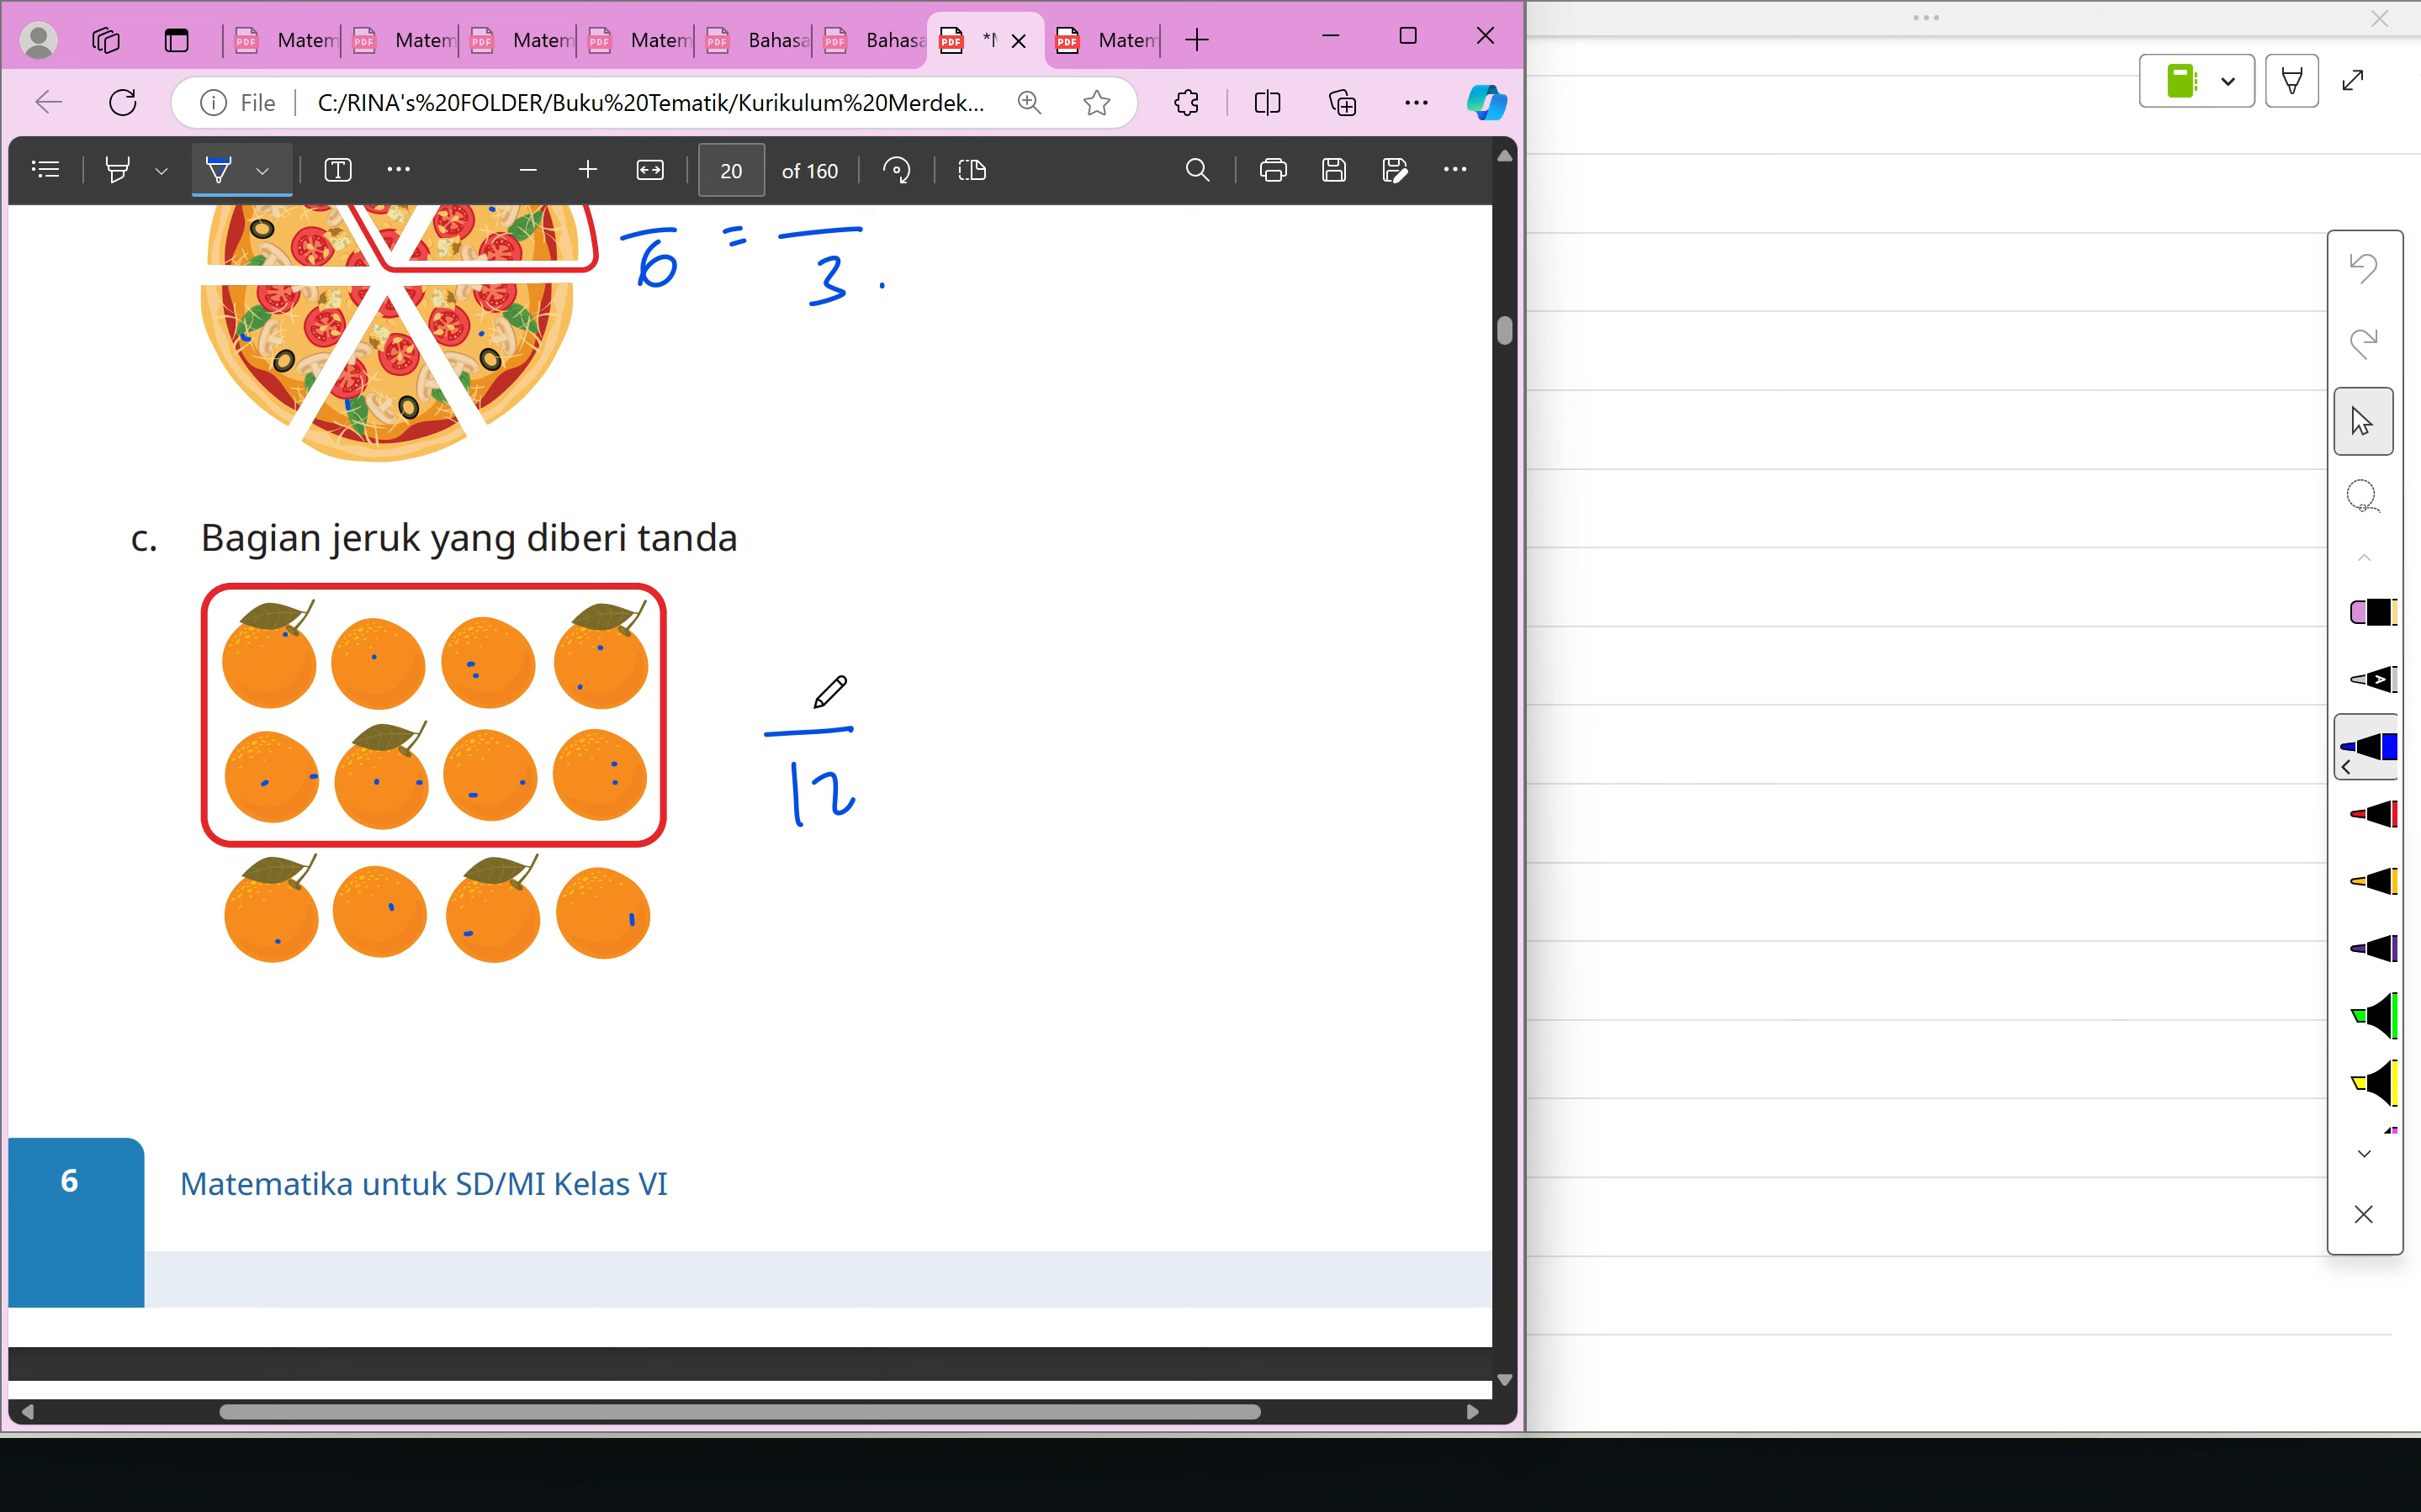 Matem Matem Matem Matem Bahasa Bahasa Matem
File C:/RINA's%20FOLDER/Buku%20Tematik/Kurikulum%20Merdek...
20 of 160
6 = 3 .
c. Bagian jeruk yang diberi tanda
12
6 Matematika untuk SD/MI Kelas VI